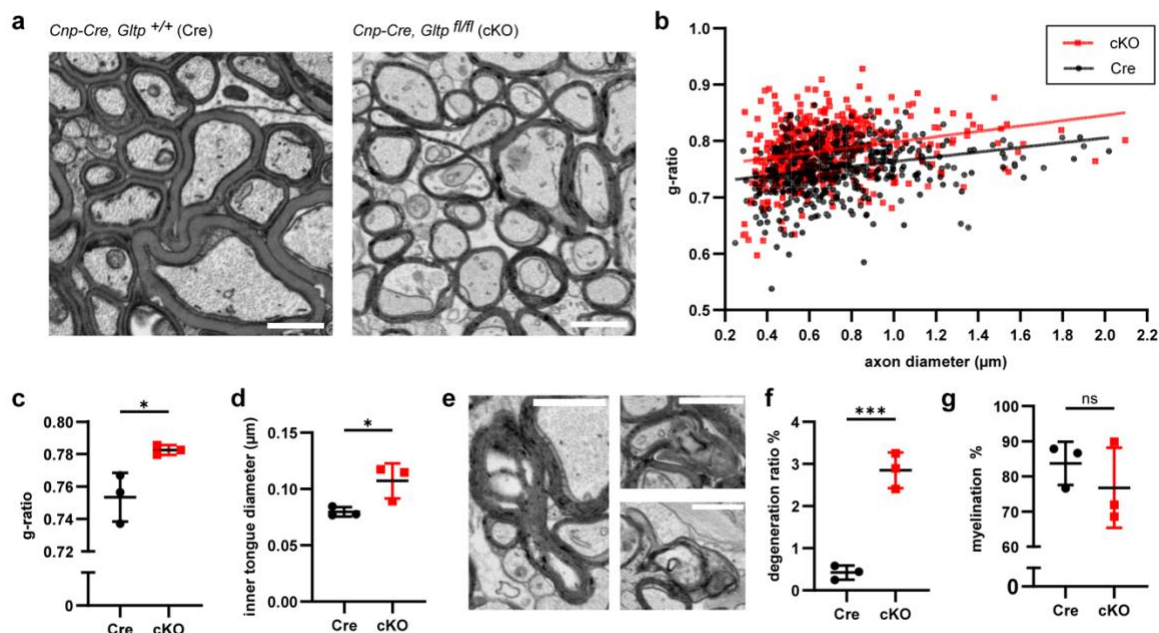 a
Cnp-Cre, Gltp +/+ (Cre)
Cnp-Cre, Gltp fl/fl (cKO)
b
1.0
0.9
0.8
0.7
0.6
0.5
g-ratio
0.2 0.4 0.6 0.8 1.0 1.2 1.4 1.6 1.8 2.0 2.2
axon diameter (µm)
cKO
Cre
c
*
0.80
0.78
0.76
0.74
0.72
0
g-ratio
Cre cKO
d
*
0.15
0.10
0.05
0.00
inner tongue diameter (µm)
Cre cKO
e
f
***
4
3
2
1
0
degeneration ratio %
Cre cKO
g
ns
100
90
80
70
60
0
myelination %
Cre cKO